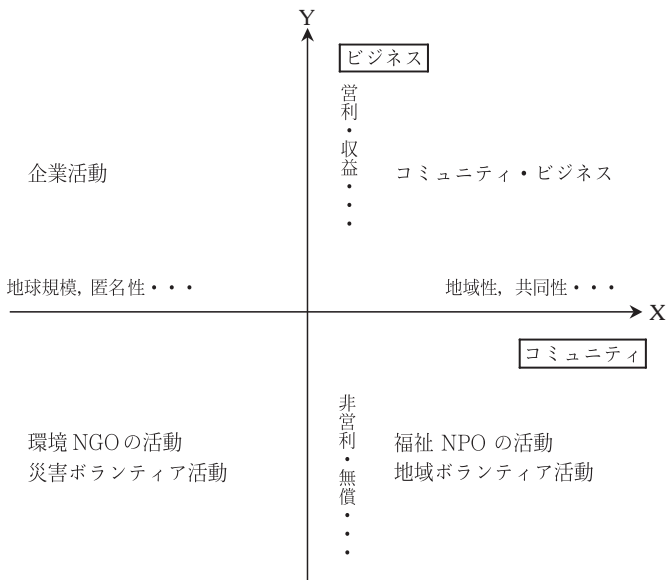 Y
ビジネス
営利・収益・・・
企業活動
コミュニティ・ビジネス
地球規模, 匿名性・・・
地域性, 共同性・・・
X
コミュニティ
非営利・無償・・・
環境 NGO の活動
災害ボランティア活動
福祉 NPO の活動
地域ボランティア活動